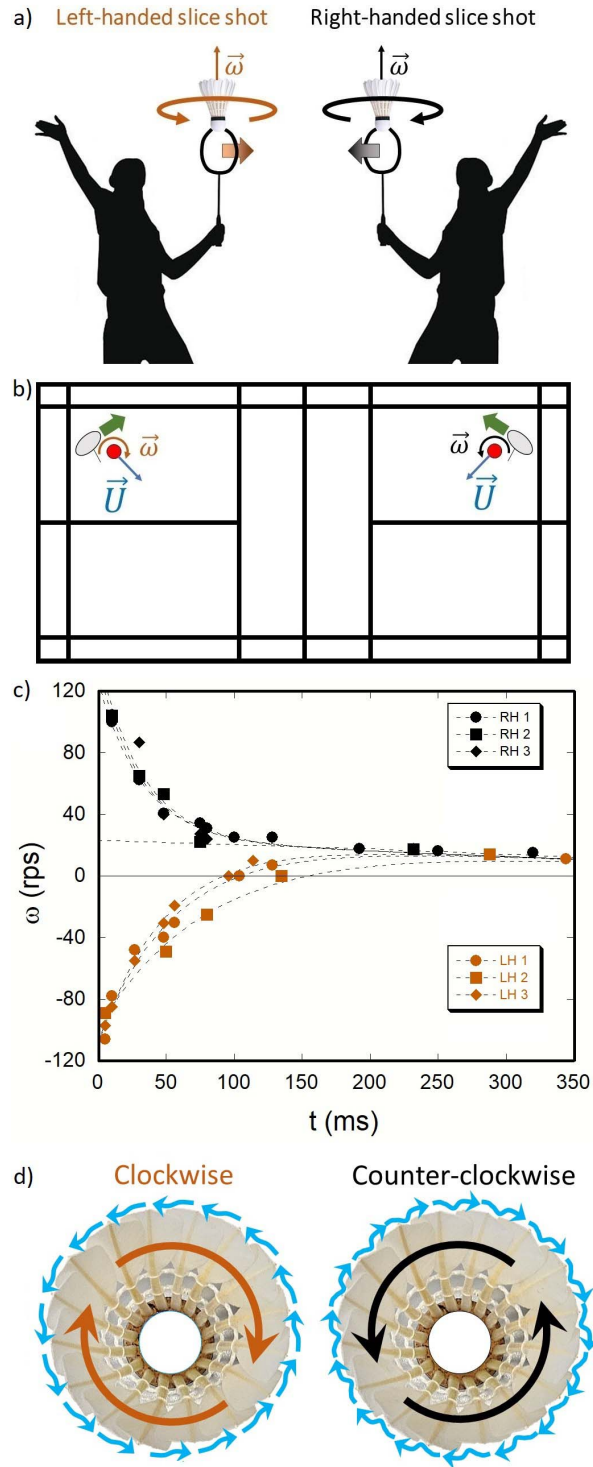 a)
Left-handed slice shot
Right-handed slice shot
ω
ω
b)
ω
U
ω
U
c)
120
80
40
0
-40
-80
-120
ω (rps)
RH 1
RH 2
RH 3
LH 1
LH 2
LH 3
0
50
100
150
200
250
300
350
t (ms)
d)
Clockwise
Counter-clockwise